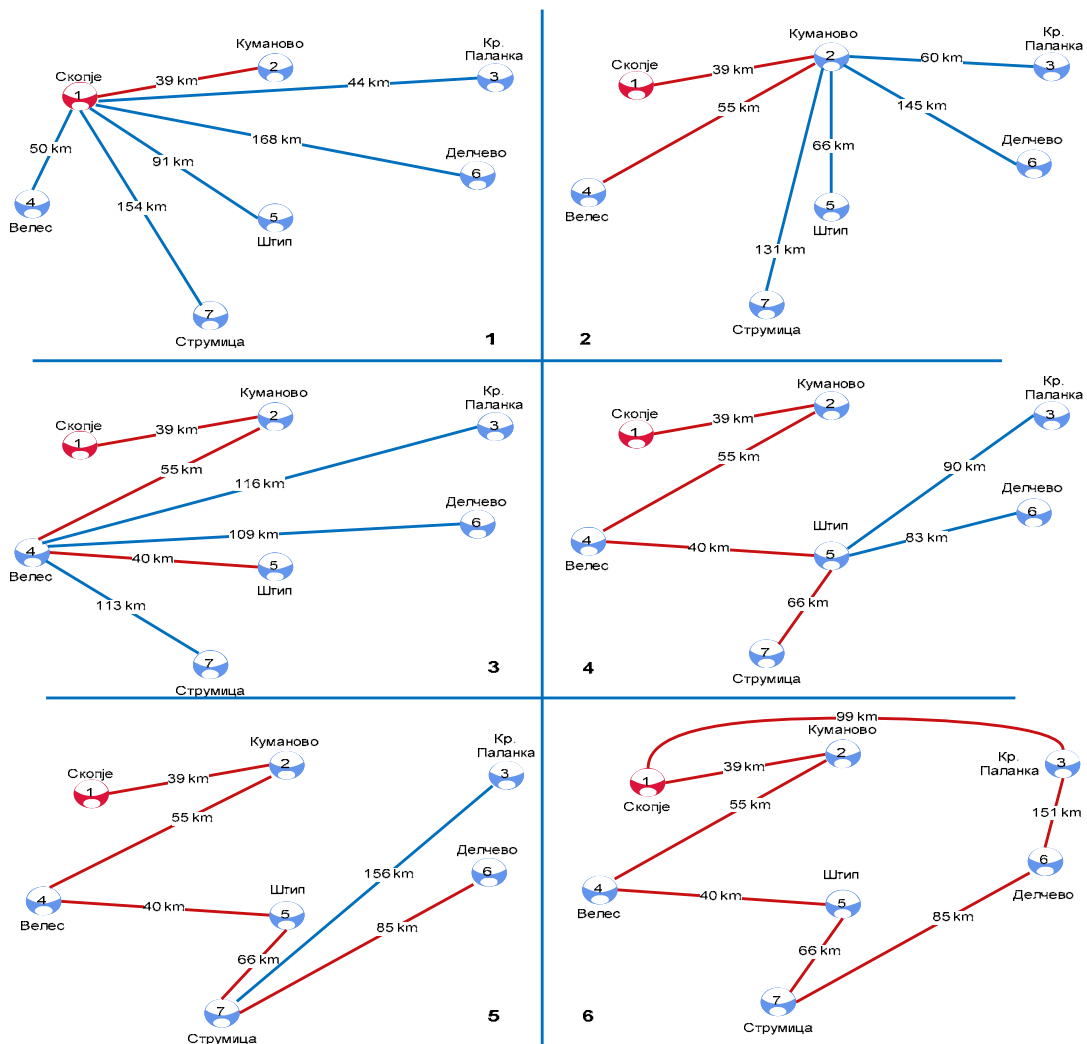 Куманово
2
Кр.
Паланка
3
Скопје
1
39 km
44 km
168 km
Делчево
6
50 km
91 km
4
Велес
154 km
5
Штип
7
Струмица
1
Куманово
2
Кр.
Паланка
3
Скопје
1
39 km
60 km
55 km
145 km
66 km
Делчево
6
4
Велес
5
Штип
131 km
7
Струмица
2
Куманово
2
Кр.
Паланка
3
Скопје
1
39 km
55 km
116 km
Делчево
6
109 km
4
Велес
40 km
5
Штип
113 km
7
Струмица
3
Куманово
2
Кр.
Паланка
3
Скопје
1
39 km
55 km
90 km
Делчево
6
Штип
83 km
4
Велес
40 km
5
66 km
7
Струмица
4
Куманово
2
Кр.
Паланка
3
Скопје
1
39 km
55 km
156 km
Делчево
6
Штип
4
Велес
40 km
5
85 km
66 km
7
Струмица
5
99 km
Куманово
2
Кр.
Паланка
3
39 km
1
Скопје
55 km
151 km
6
Делчево
Штип
4
Велес
40 km
5
85 km
66 km
7
Струмица
6